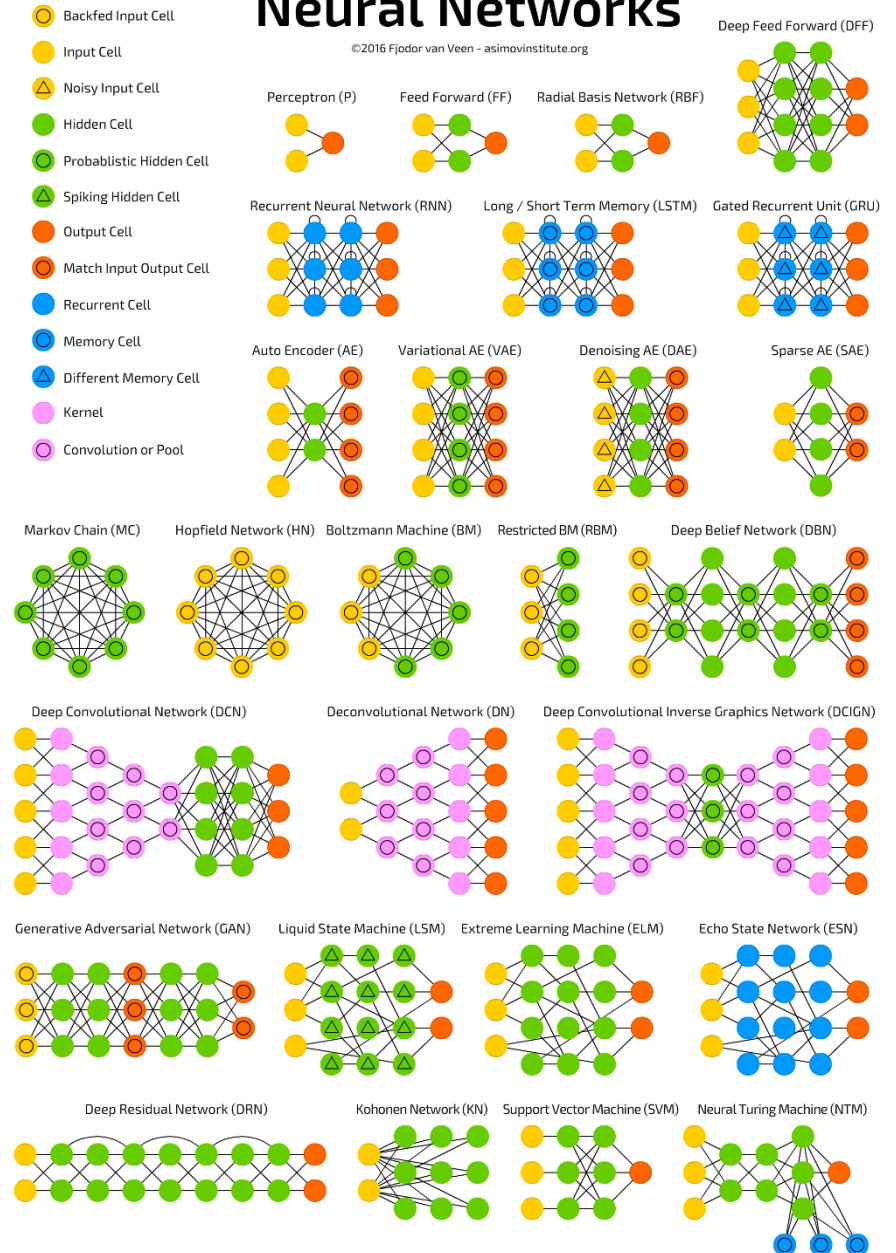 Neural Networks
©2016 Fjodor van Veen - asimovinstitute.org
Backfed Input Cell
Input Cell
Noisy Input Cell
Hidden Cell
Probablistic Hidden Cell
Spiking Hidden Cell
Output Cell
Match Input Output Cell
Recurrent Cell
Memory Cell
Different Memory Cell
Kernel
Convolution or Pool
Deep Feed Forward (DFF)
Perceptron (P)
Feed Forward (FF)
Radial Basis Network (RBF)
Recurrent Neural Network (RNN)
Long / Short Term Memory (LSTM)
Gated Recurrent Unit (GRU)
Auto Encoder (AE)
Variational AE (VAE)
Denoising AE (DAE)
Sparse AE (SAE)
Markov Chain (MC)
Hopfield Network (HN)
Boltzmann Machine (BM)
Restricted BM (RBM)
Deep Belief Network (DBN)
Deep Convolutional Network (DCN)
Deconvolutional Network (DN)
Deep Convolutional Inverse Graphics Network (DCIGN)
Generative Adversarial Network (GAN)
Liquid State Machine (LSM)
Extreme Learning Machine (ELM)
Echo State Network (ESN)
Deep Residual Network (DRN)
Kohonen Network (KN)
Support Vector Machine (SVM)
Neural Turing Machine (NTM)